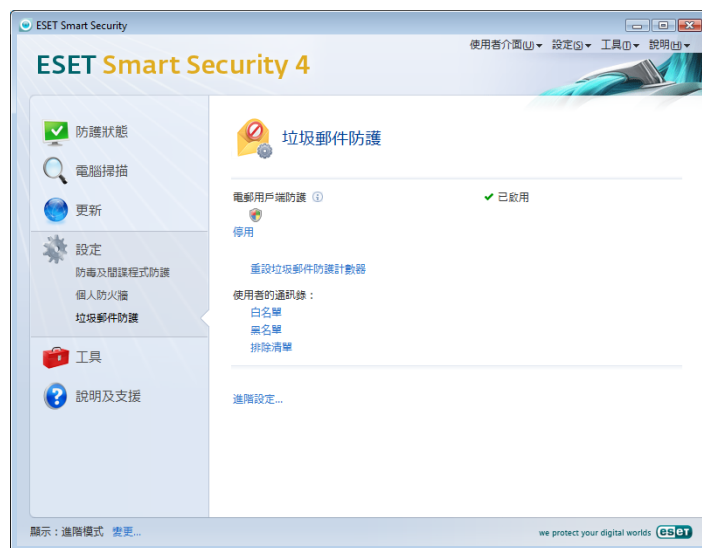 ESET Smart Security
使用者介面(U) 設定(S) 工具(T) 說明(H)
ESET Smart Security 4
防護狀態
電腦掃描
更新
設定
防毒及間諜程式防護
個人防火牆
垃圾郵件防護
工具
說明及支援
垃圾郵件防護
電郵用戶端防護 已啟用
停用
重設垃圾郵件防護計數器
使用者的通訊錄：
白名單
黑名單
排除清單
進階設定...
顯示：進階模式 變更...
we protect your digital worlds eset